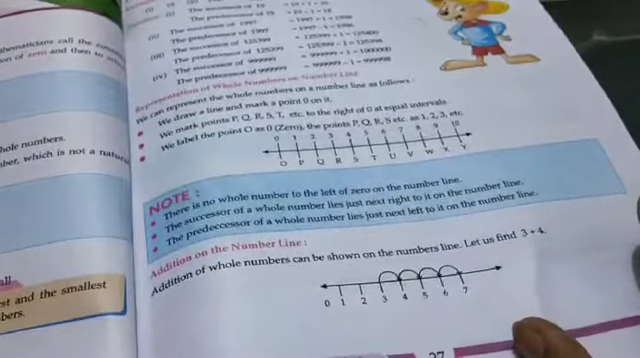 The successor of 1997 = 1997 + 1 = 1998
The predecessor of 1997 = 1997 - 1 = 1996
(iii) The successor of 125399 = 125399 + 1 = 125400
The predecessor of 125399 = 125399 - 1 = 125398
(iv) The successor of 999999 = 999999 + 1 = 1000000
The predecessor of 999999 = 999999 - 1 = 999998
Representation of Whole Numbers on Number Line
We can represent the whole numbers on a number line as follows :
We draw a line and mark a point 0 on it.
We mark points P, Q, R, S, T, etc. to the right of 0 at equal intervals.
We label the point O as 0 (Zero), the points P, Q, R, S etc. as 1, 2, 3, etc.
0 1 2 3 4 5 6 7 8 9 10
O P Q R S T U V W X Y
NOTE :
There is no whole number to the left of zero on the number line.
The successor of a whole number lies just next right to it on the number line.
The predeccessor of a whole number lies just next left to it on the number line.
Addition on the Number Line :
Addition of whole numbers can be shown on the numbers line. Let us find 3 + 4.
0 1 2 3 4 5 6 7
27
hole numbers.
ber, which is not a natur
all
st and the smallest
bers.